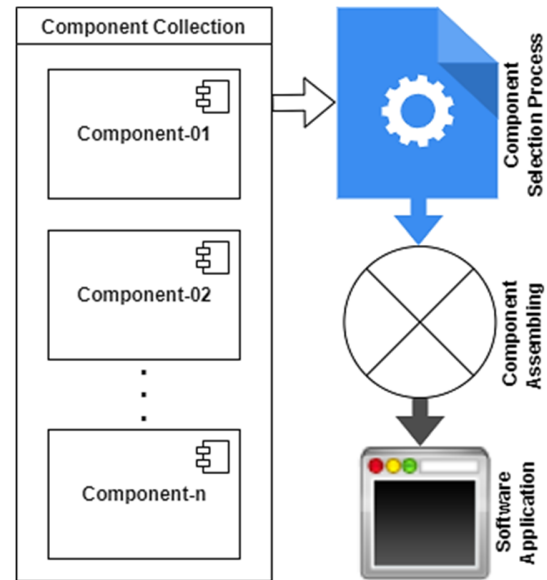 Component Collection
Component-01
Component-02
Component-n
Component
Selection Process
Component
Assembling
Software
Application